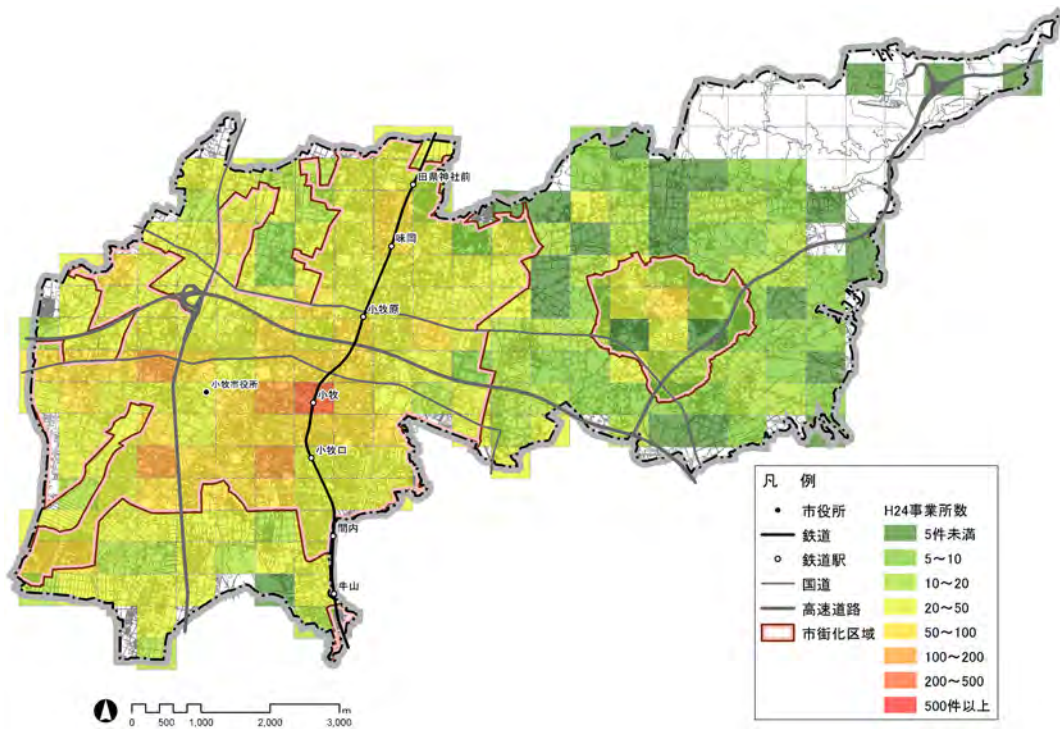 田県神社前
味岡
小牧原
小牧市役所
小牧
小牧口
間内
牛山
凡 例
市役所
鉄道
鉄道駅
国道
高速道路
市街化区域
H24事業所数
5件未満
5～10
10～20
20～50
50～100
100～200
200～500
500件以上
0 500 1,000 2,000 3,000 m